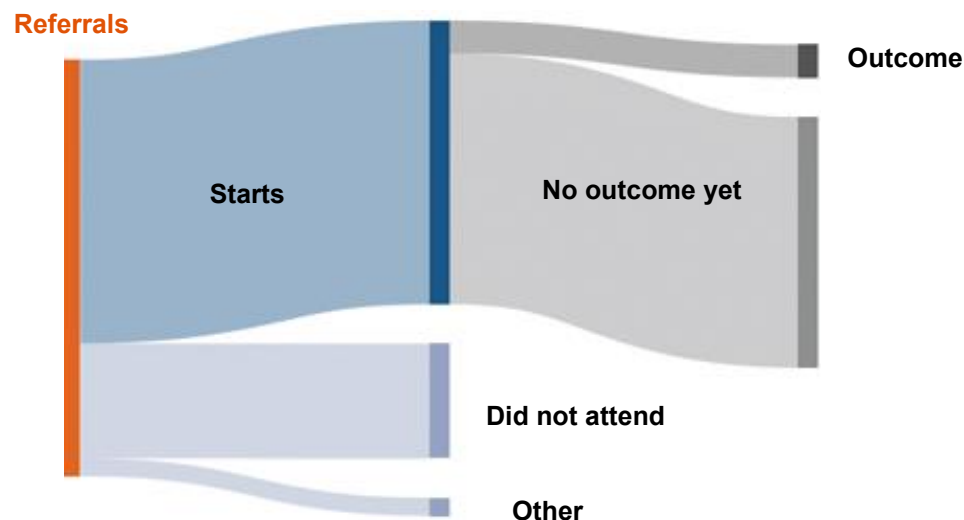 Referrals
Outcome
Starts
No outcome yet
Did not attend
Other